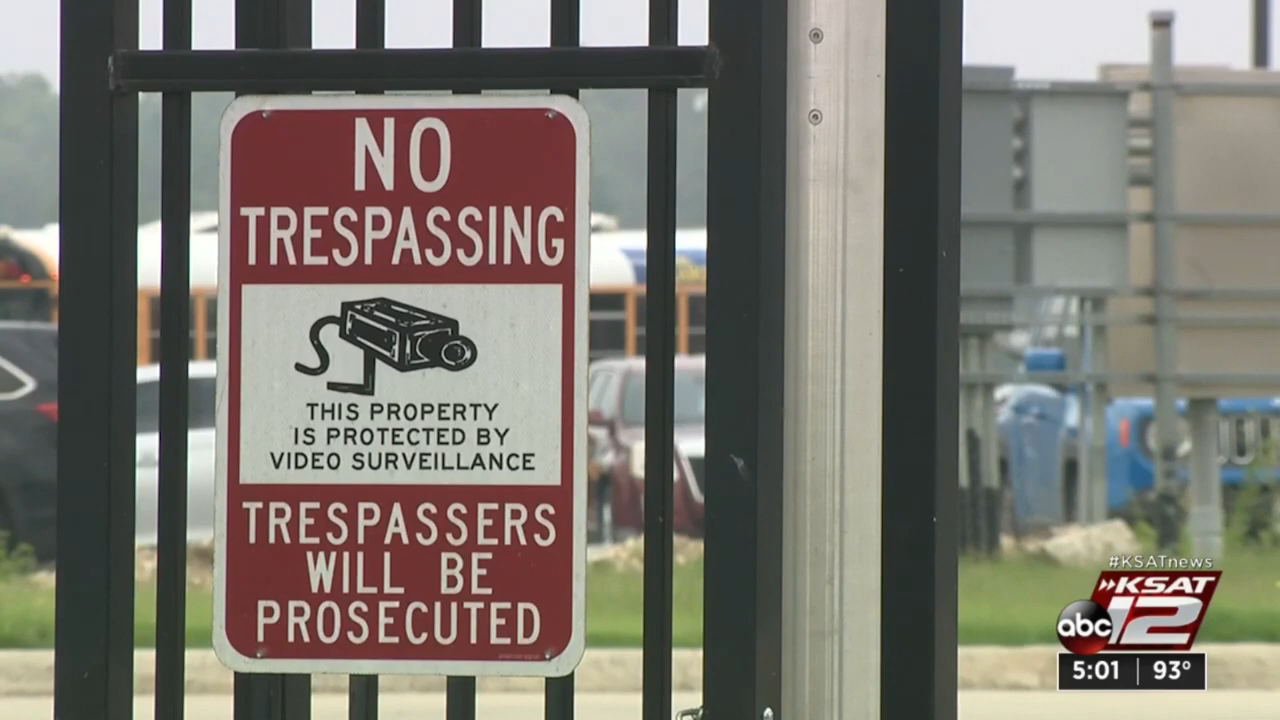 NO
TRESPASSING
THIS PROPERTY
IS PROTECTED BY
VIDEO SURVEILLANCE
TRESPASSERS
WILL BE
PROSECUTED
#KSATnews
KSAT
abc 12
5:01 93°